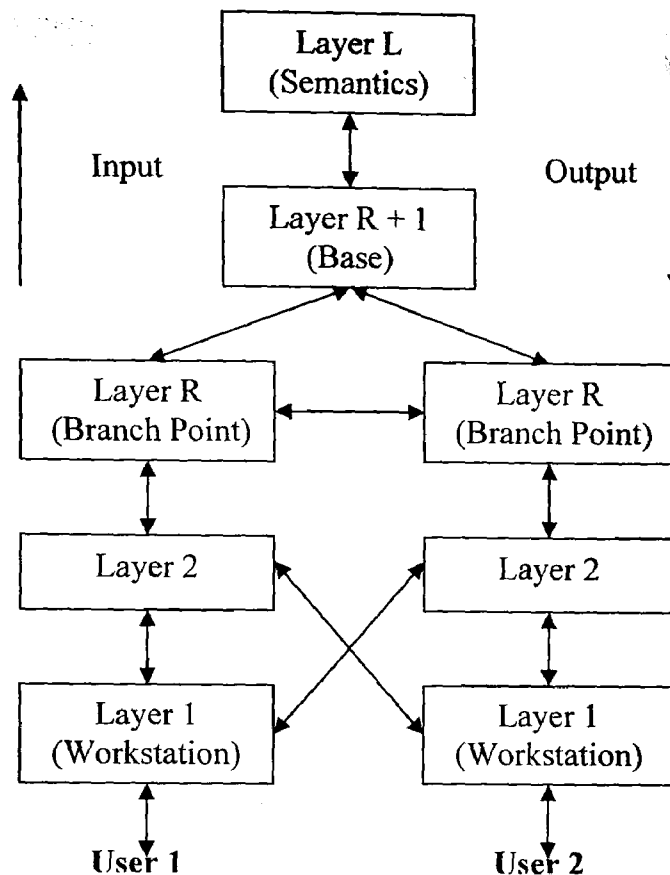 Layer L
(Semantics)
Input
Output
Layer R + 1
(Base)
Layer R
(Branch Point)
Layer R
(Branch Point)
Layer 2
Layer 2
Layer 1
(Workstation)
Layer 1
(Workstation)
User 1
User 2